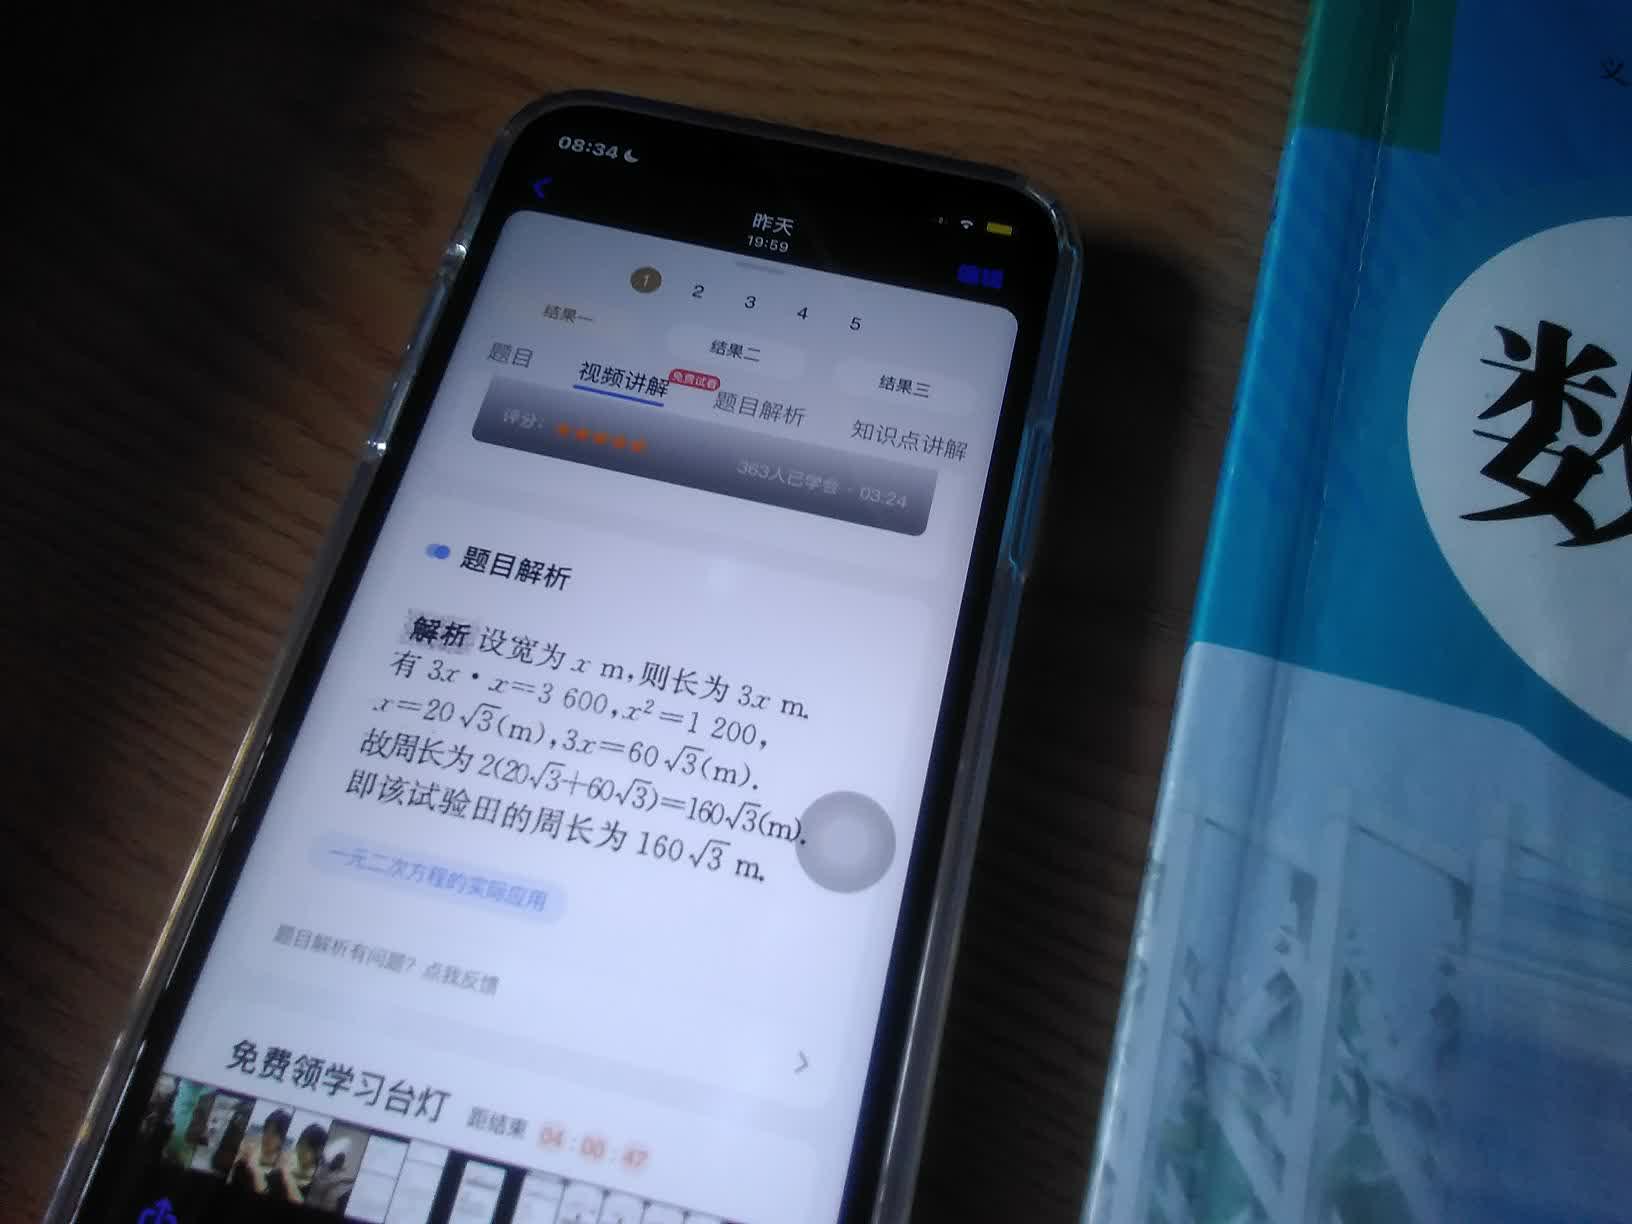 08:34
昨天
19:59
编辑
1 2 3 4 5
结果一 结果二 结果三
题目 视频讲解 免费试看 题目解析 知识点讲解
评分: 363人已学会 · 03:24
题目解析
解析 设宽为 x m,则长为 3x m.
有 3x·x=3 600,x²=1 200,
x=20√3(m),3x=60√3(m).
故周长为 2(20√3+60√3)=160√3(m).
即该试验田的周长为 160√3 m.
一元二次方程的实际应用
题目解析有问题? 点我反馈
免费领学习台灯 距结束 04:00:47
义
数